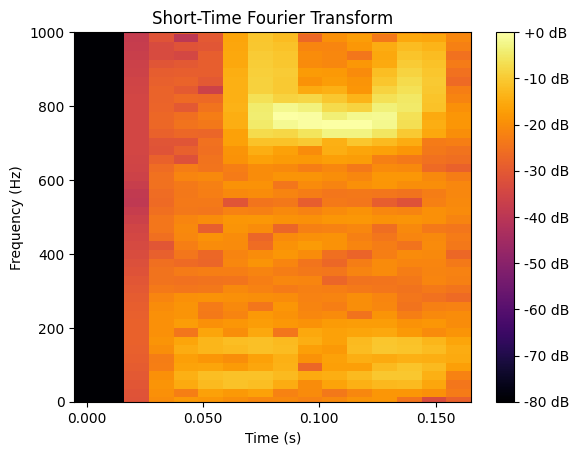 Short-Time Fourier Transform
1000
800
600
400
200
0
Frequency (Hz)
0.000
0.050
0.100
0.150
Time (s)
+0 dB
-10 dB
-20 dB
-30 dB
-40 dB
-50 dB
-60 dB
-70 dB
-80 dB